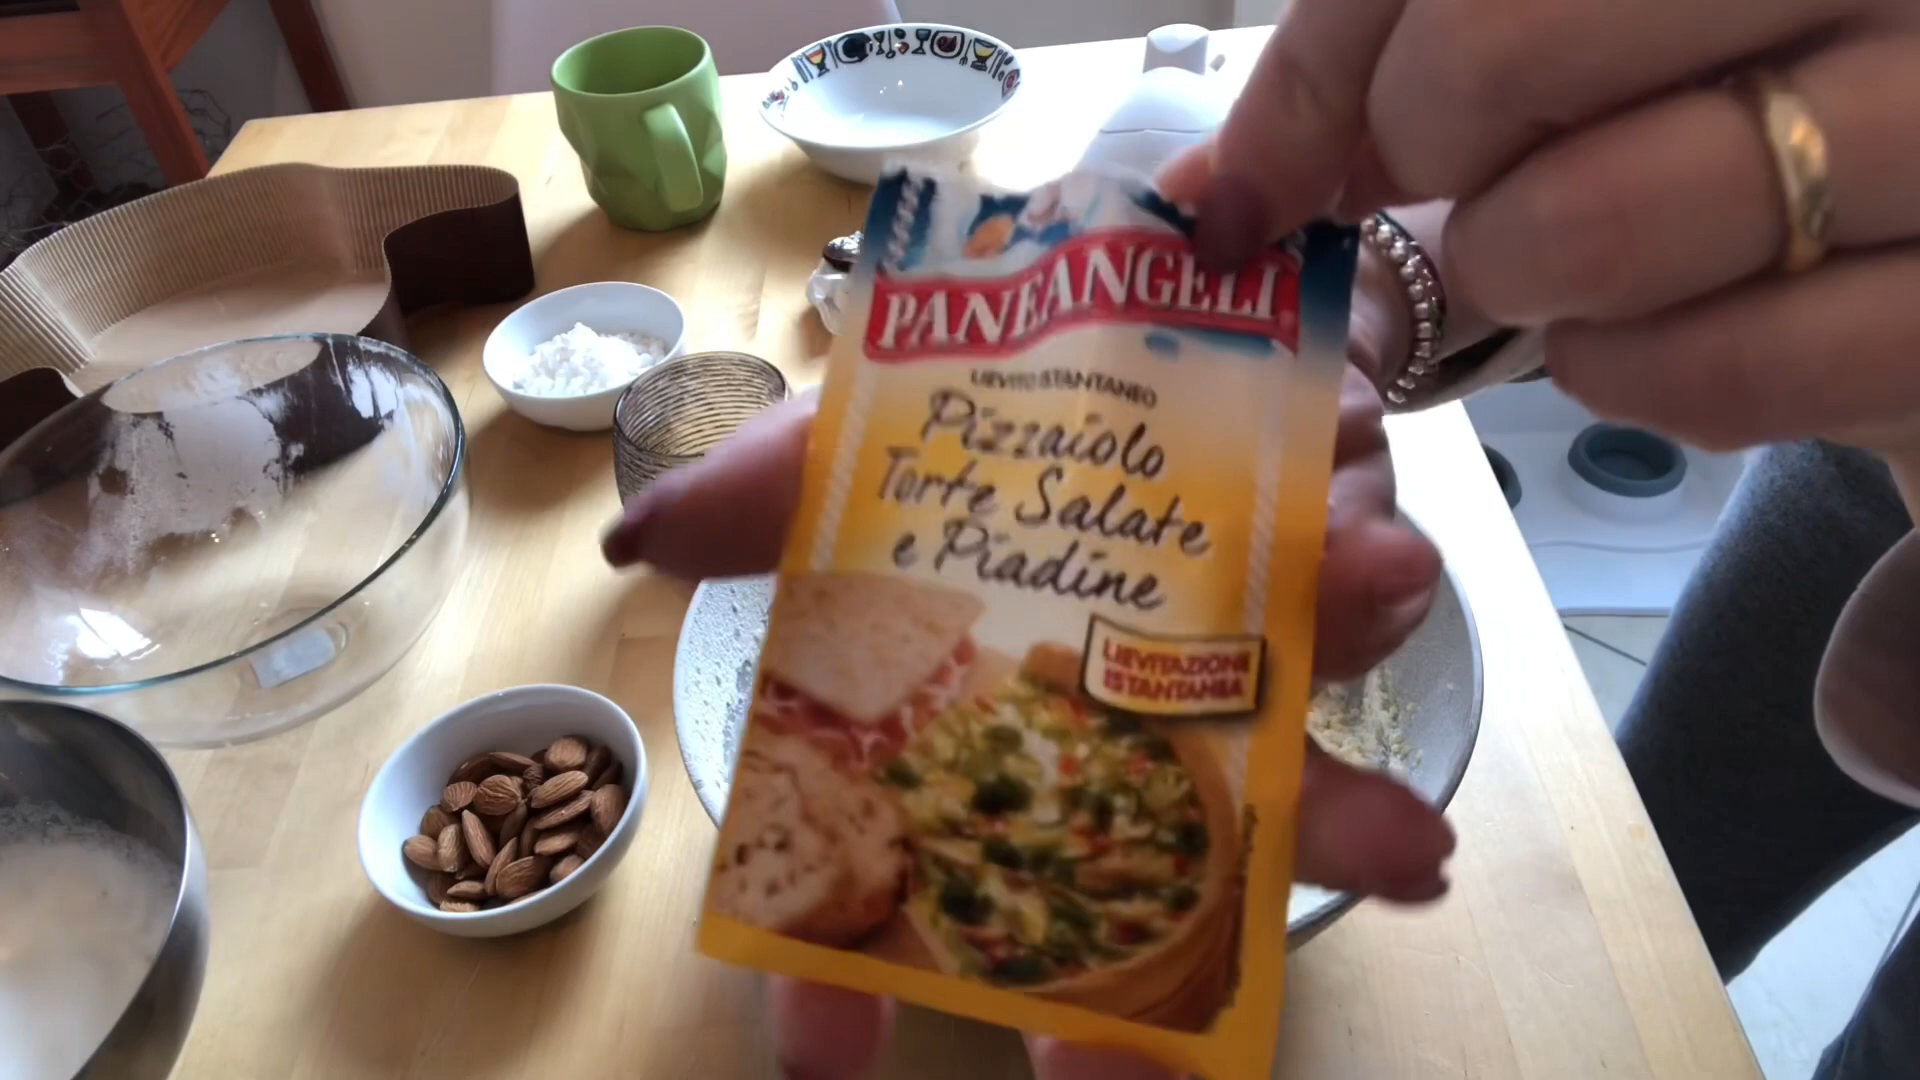 PANEANGELI
LIEVITO ISTANTANEO
Pizzaiolo
Torte Salate
e Piadine
LIEVITAZIONE
ISTANTANEA